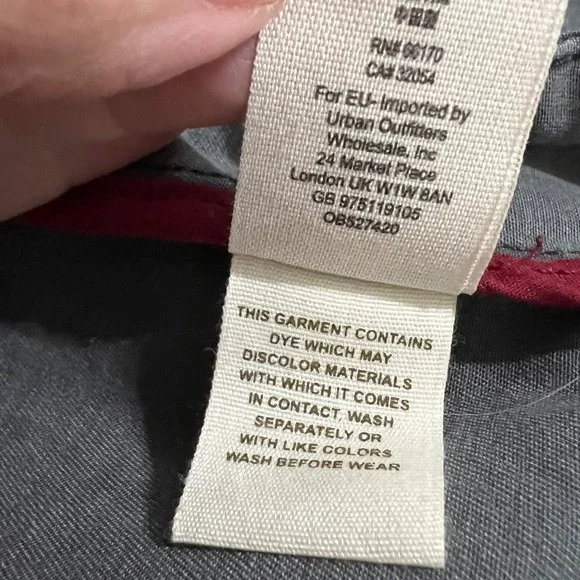 中国製
RN# 66170
CA# 32054
For EU- Imported by
Urban Outfitters
Wholesale, Inc
24 Market Place
London UK W1W 8AN
GB 975119105
OB527420
THIS GARMENT CONTAINS
DYE WHICH MAY
DISCOLOR MATERIALS
WITH WHICH IT COMES
IN CONTACT. WASH
SEPARATELY OR
WITH LIKE COLORS
WASH BEFORE WEAR